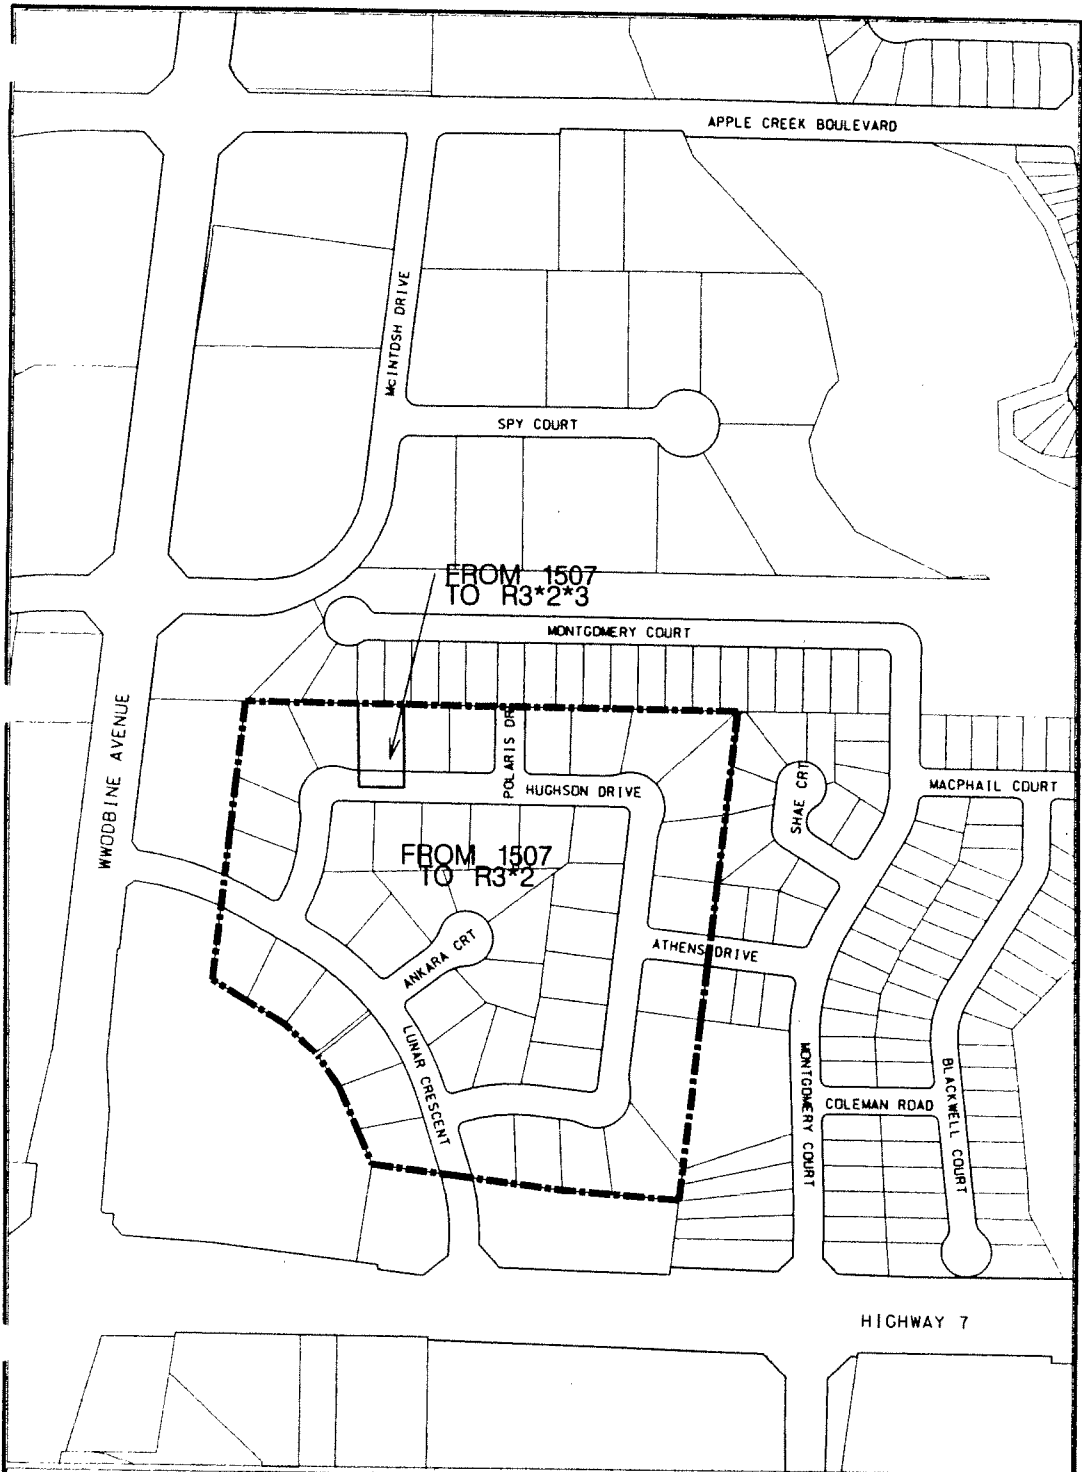 APPLE CREEK BOULEVARD
McINTOSH DRIVE
SPY COURT
FROM 1507
TO R3*2*3
MONTGOMERY COURT
WWODBINE AVENUE
POLARIS DR
HUGHSON DRIVE
SHAE CRT
MACPHAIL COURT
FROM 1507
TO R3*2
ANKARA CRT
ATHENS DRIVE
LUNAR CRESCENT
MONTGOMERY COURT
COLEMAN ROAD
BLACKWELL COURT
HIGHWAY 7